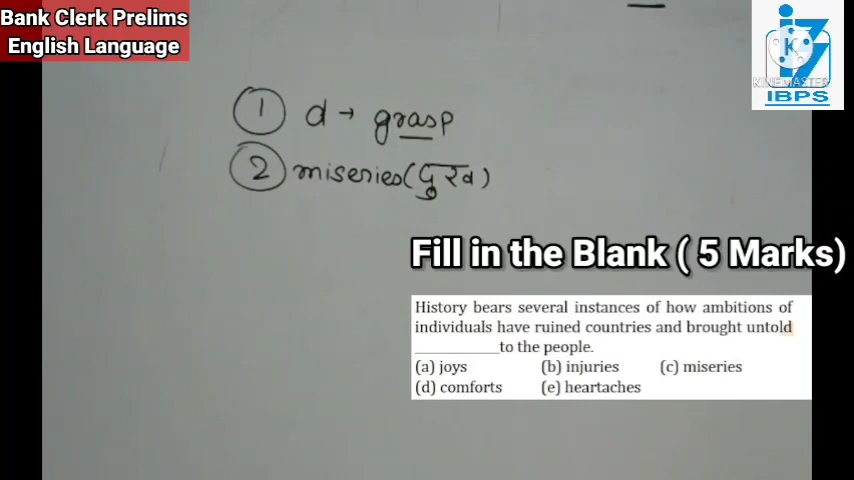 Bank Clerk Prelims
English Language
IBPS
KINEMASTER
① d → grasp
② miseries (दुख)
Fill in the Blank ( 5 Marks)
History bears several instances of how ambitions of
individuals have ruined countries and brought untold
__________to the people.
(a) joys (b) injuries (c) miseries
(d) comforts (e) heartaches